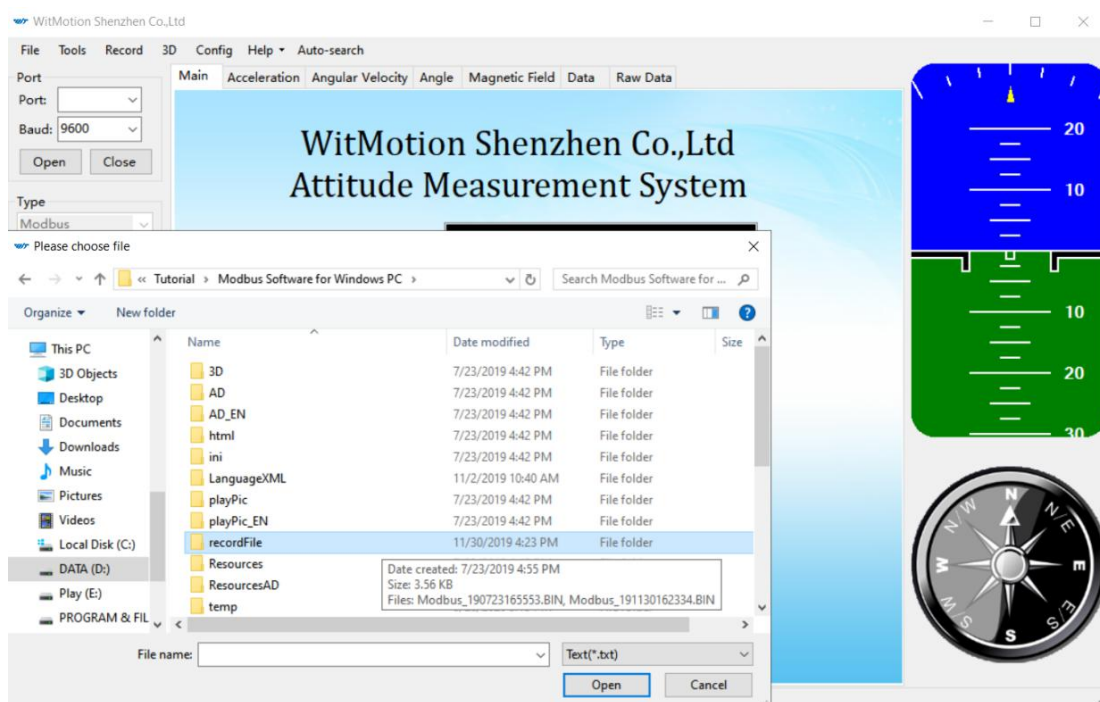 WitMotion Shenzhen Co.,Ltd
File Tools Record 3D Config Help Auto-search
Port
Port:
Baud: 9600
Open Close
Type
Modbus
Main Acceleration Angular Velocity Angle Magnetic Field Data Raw Data
WitMotion Shenzhen Co.,Ltd
Attitude Measurement System
20
10
10
20
30
N
N/E
E
S/E
S
S/W
W
N/W
Please choose file
« Tutorial > Modbus Software for Windows PC >
Search Modbus Software for ...
Organize New folder
This PC
3D Objects
Desktop
Documents
Downloads
Music
Pictures
Videos
Local Disk (C:)
DATA (D:)
Play (E:)
PROGRAM & FIL
Name Date modified Type Size
3D 7/23/2019 4:42 PM File folder
AD 7/23/2019 4:42 PM File folder
AD_EN 7/23/2019 4:42 PM File folder
html 7/23/2019 4:42 PM File folder
ini 7/23/2019 4:42 PM File folder
LanguageXML 11/2/2019 10:40 AM File folder
playPic 7/23/2019 4:42 PM File folder
playPic_EN 7/23/2019 4:42 PM File folder
recordFile 11/30/2019 4:23 PM File folder
Resources
ResourcesAD
temp
Date created: 7/23/2019 4:55 PM
Size: 3.56 KB
Files: Modbus_190723165553.BIN, Modbus_191130162334.BIN
File name: Text(*.txt)
Open Cancel